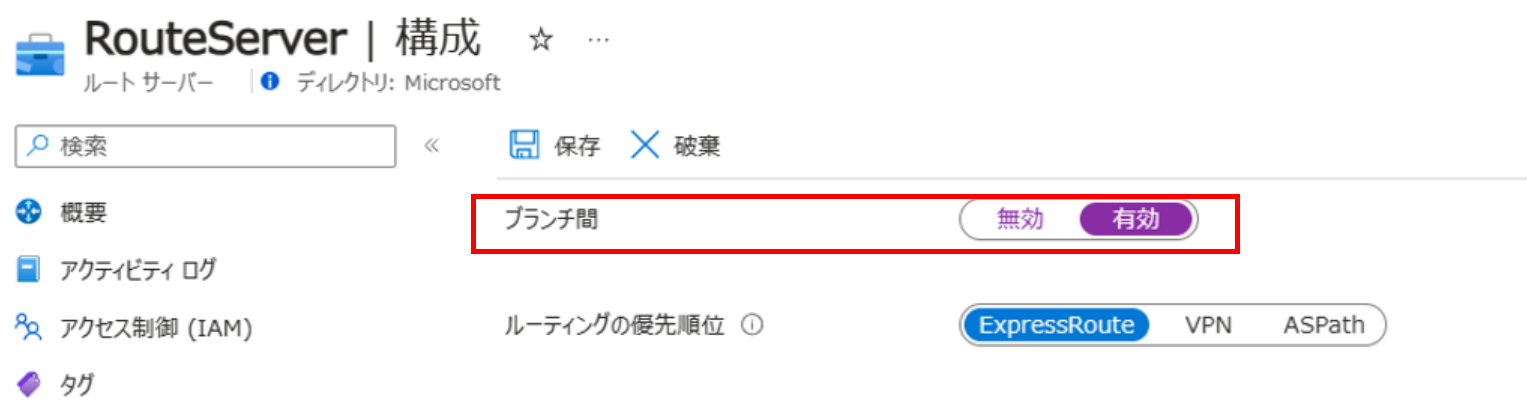 RouteServer | 構成 ☆ …
ルート サーバー | ディレクトリ: Microsoft
検索 «
保存 破棄
概要
ブランチ間 無効 有効
アクティビティ ログ
アクセス制御 (IAM)
ルーティングの優先順位 ExpressRoute VPN ASPath
タグ